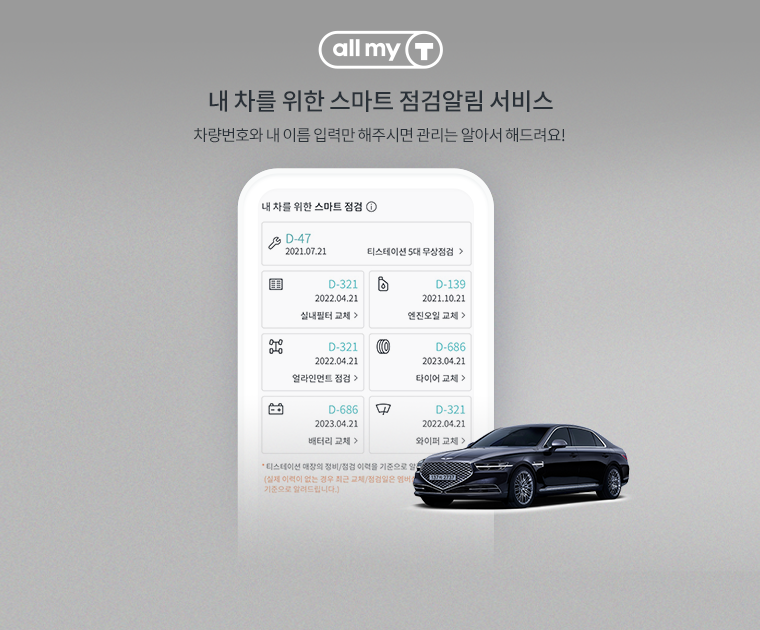 all my T
내 차를 위한 스마트 점검알림 서비스
차량번호와 내 이름 입력만 해주시면 관리는 알아서 해드려요!
내 차를 위한 스마트 점검
D-47
2021.07.21 티스테이션 5대 무상점검 >
D-321
2022.04.21
실내필터 교체 >
D-139
2021.10.21
엔진오일 교체 >
D-321
2022.04.21
얼라인먼트 점검 >
D-686
2023.04.21
타이어 교체 >
D-686
2023.04.21
배터리 교체 >
D-321
2022.04.21
와이퍼 교체 >
* 티스테이션 매장의 정비/점검 이력을 기준으로
(실제 이력이 없는 경우 최근 교체/점검일은
기준으로 알려드립니다.)